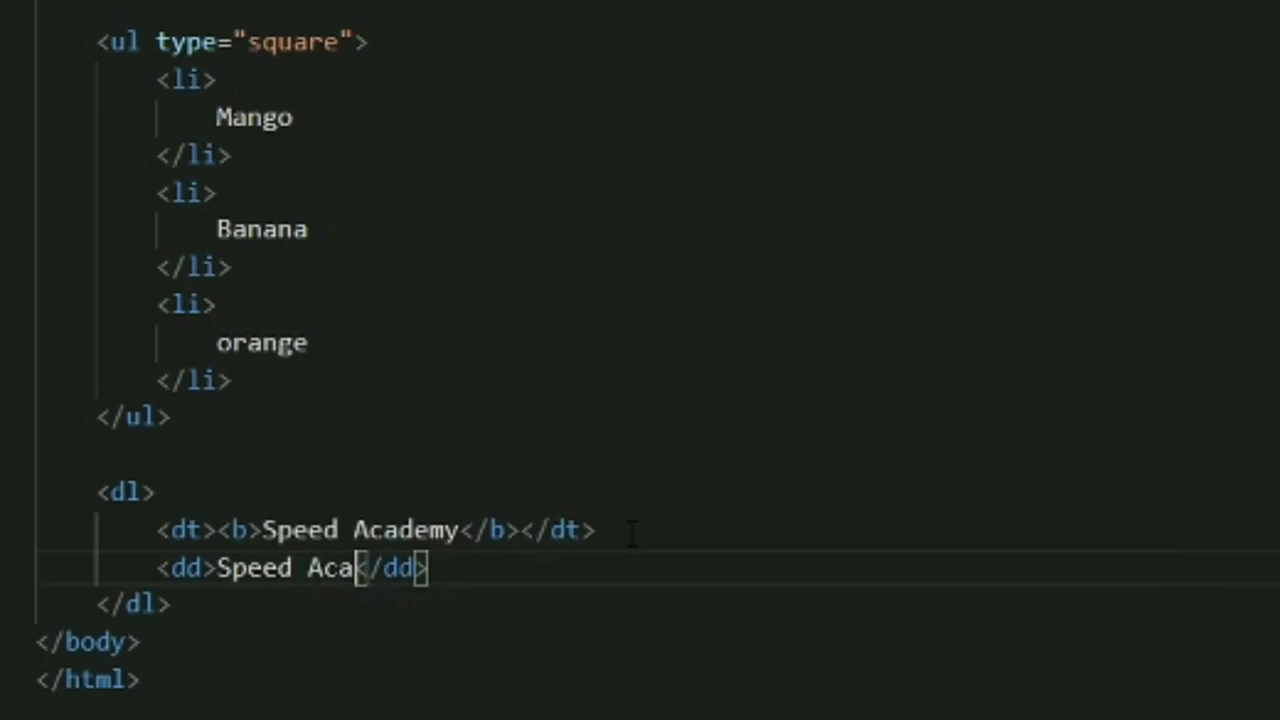 <ul type="square">
<li>
Mango
</li>
<li>
Banana
</li>
<li>
orange
</li>
</ul>
<dl>
<dt><b>Speed Academy</b></dt>
<dd>Speed Aca</dd>
</dl>
</body>
</html>